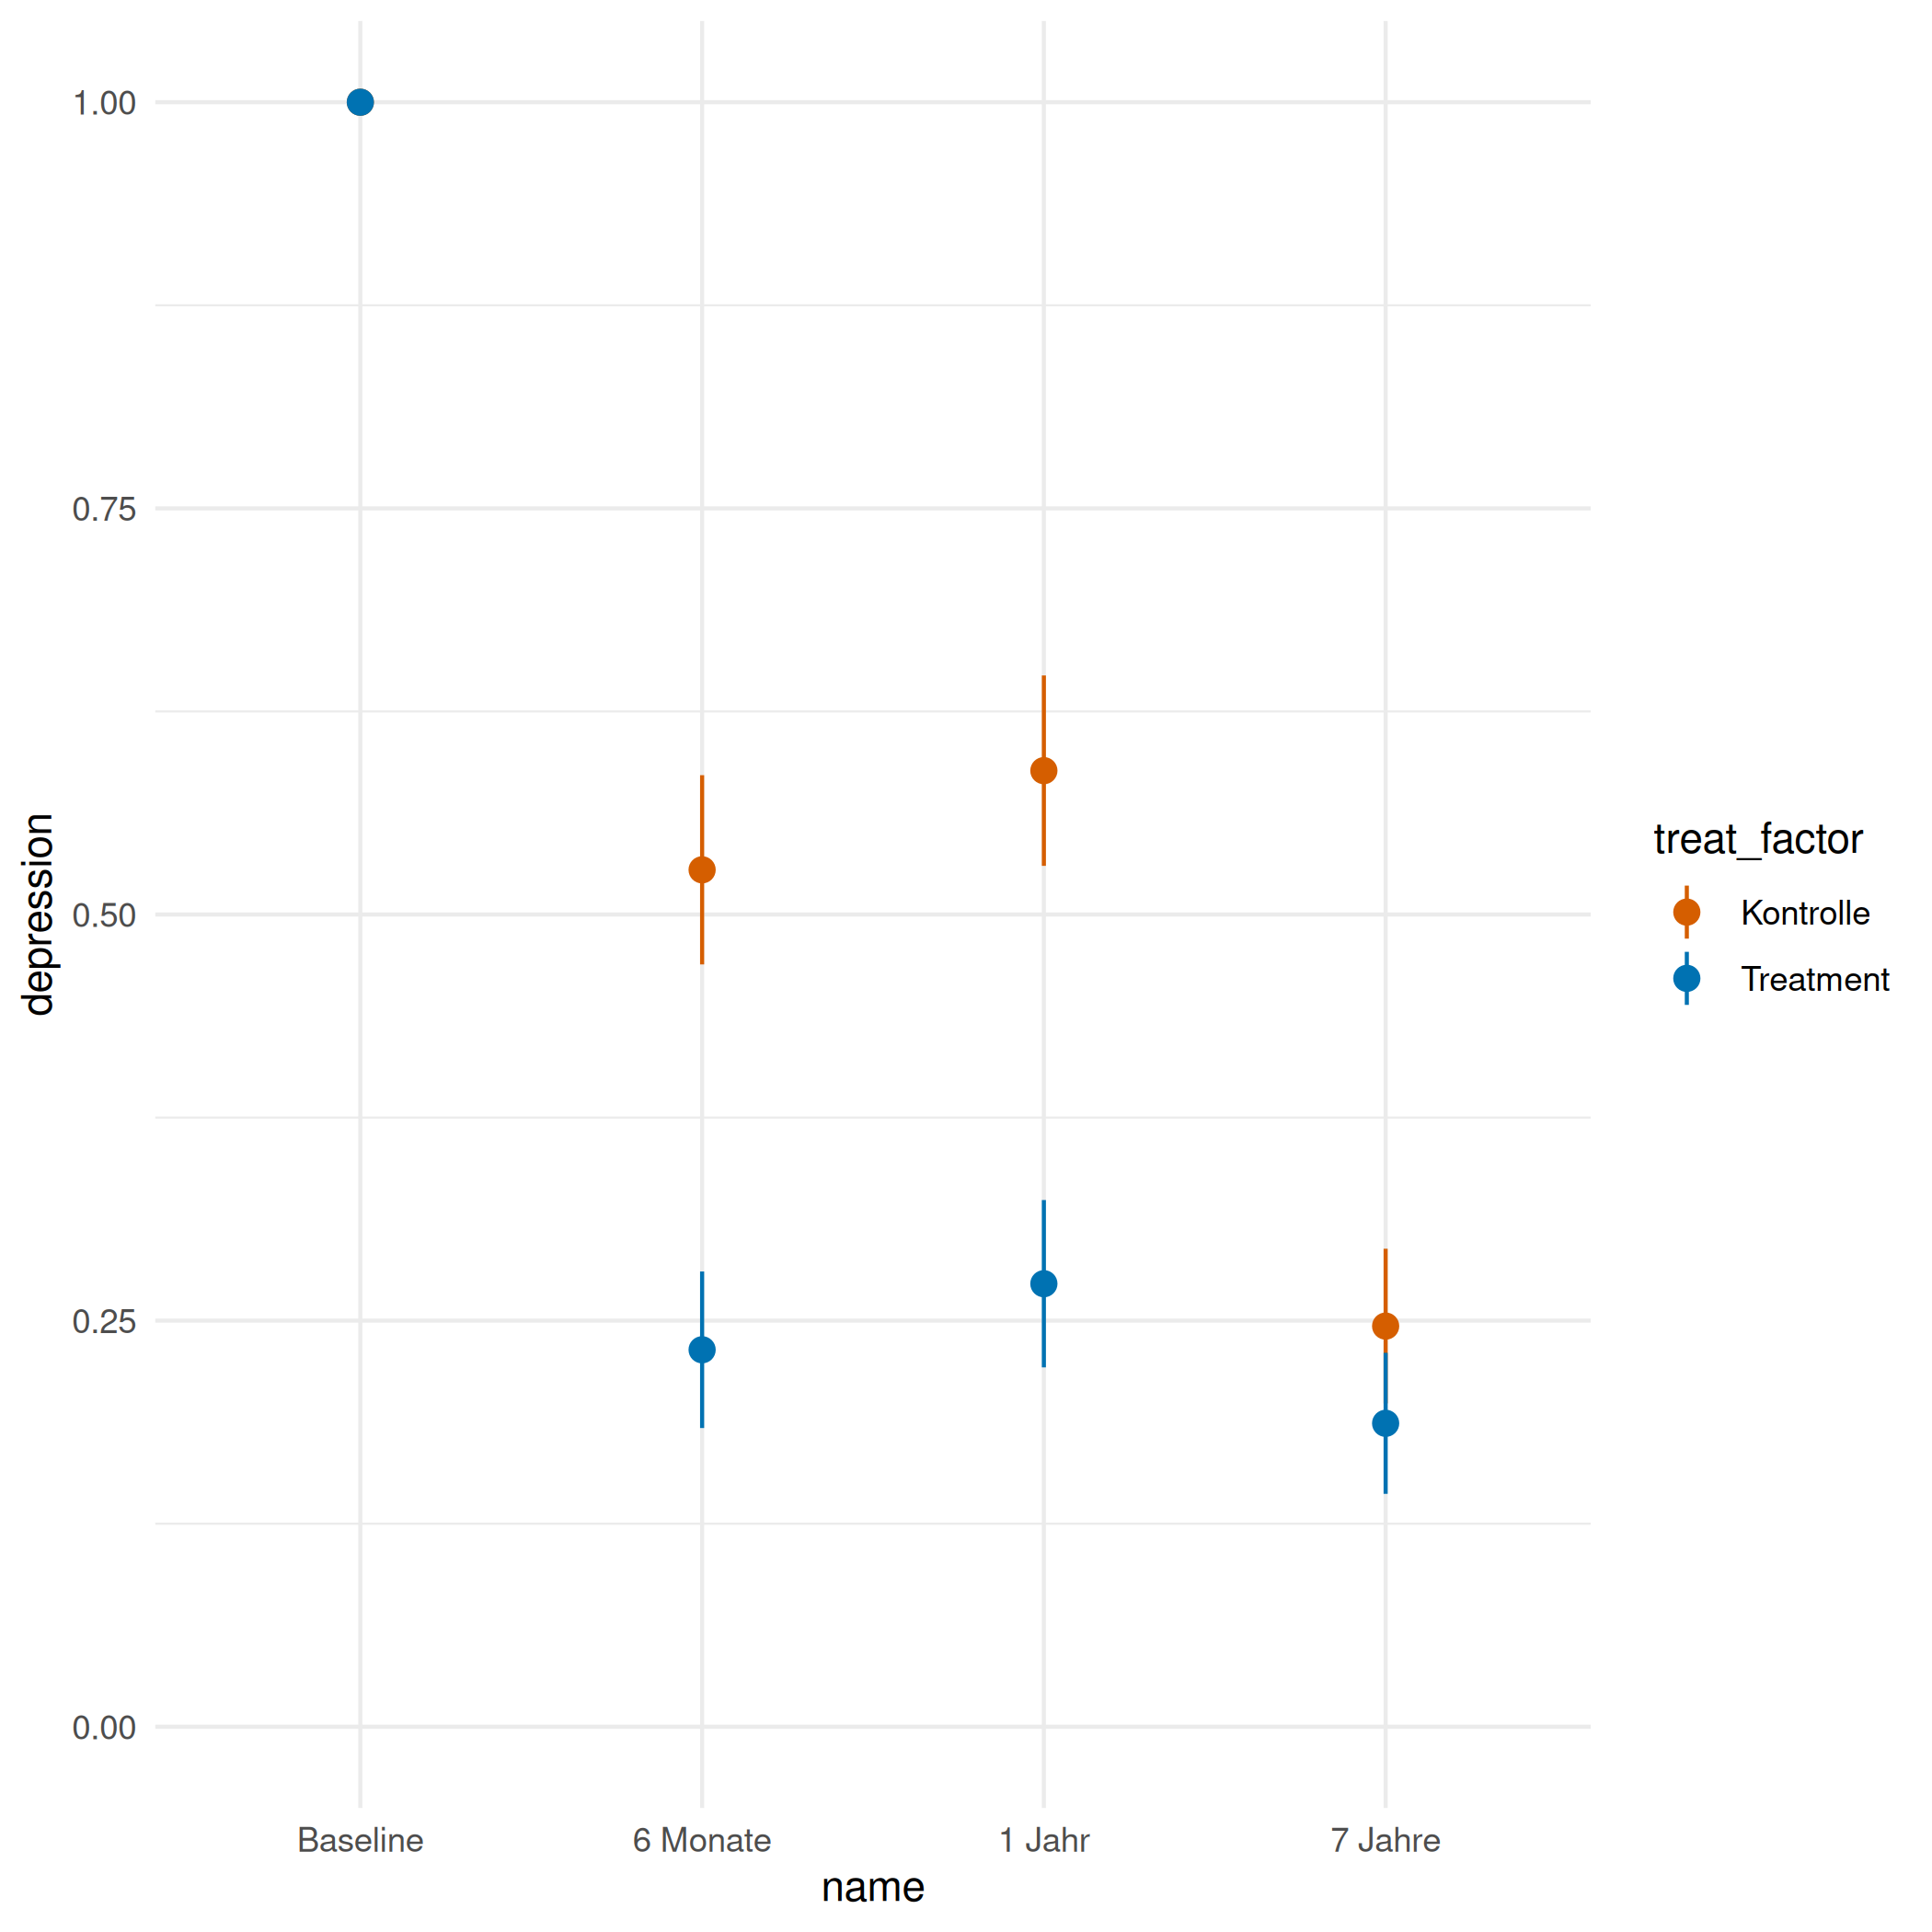 1.00
0.75
0.50
0.25
0.00
depression
Baseline
6 Monate
1 Jahr
7 Jahre
name
treat_factor
Kontrolle
Treatment